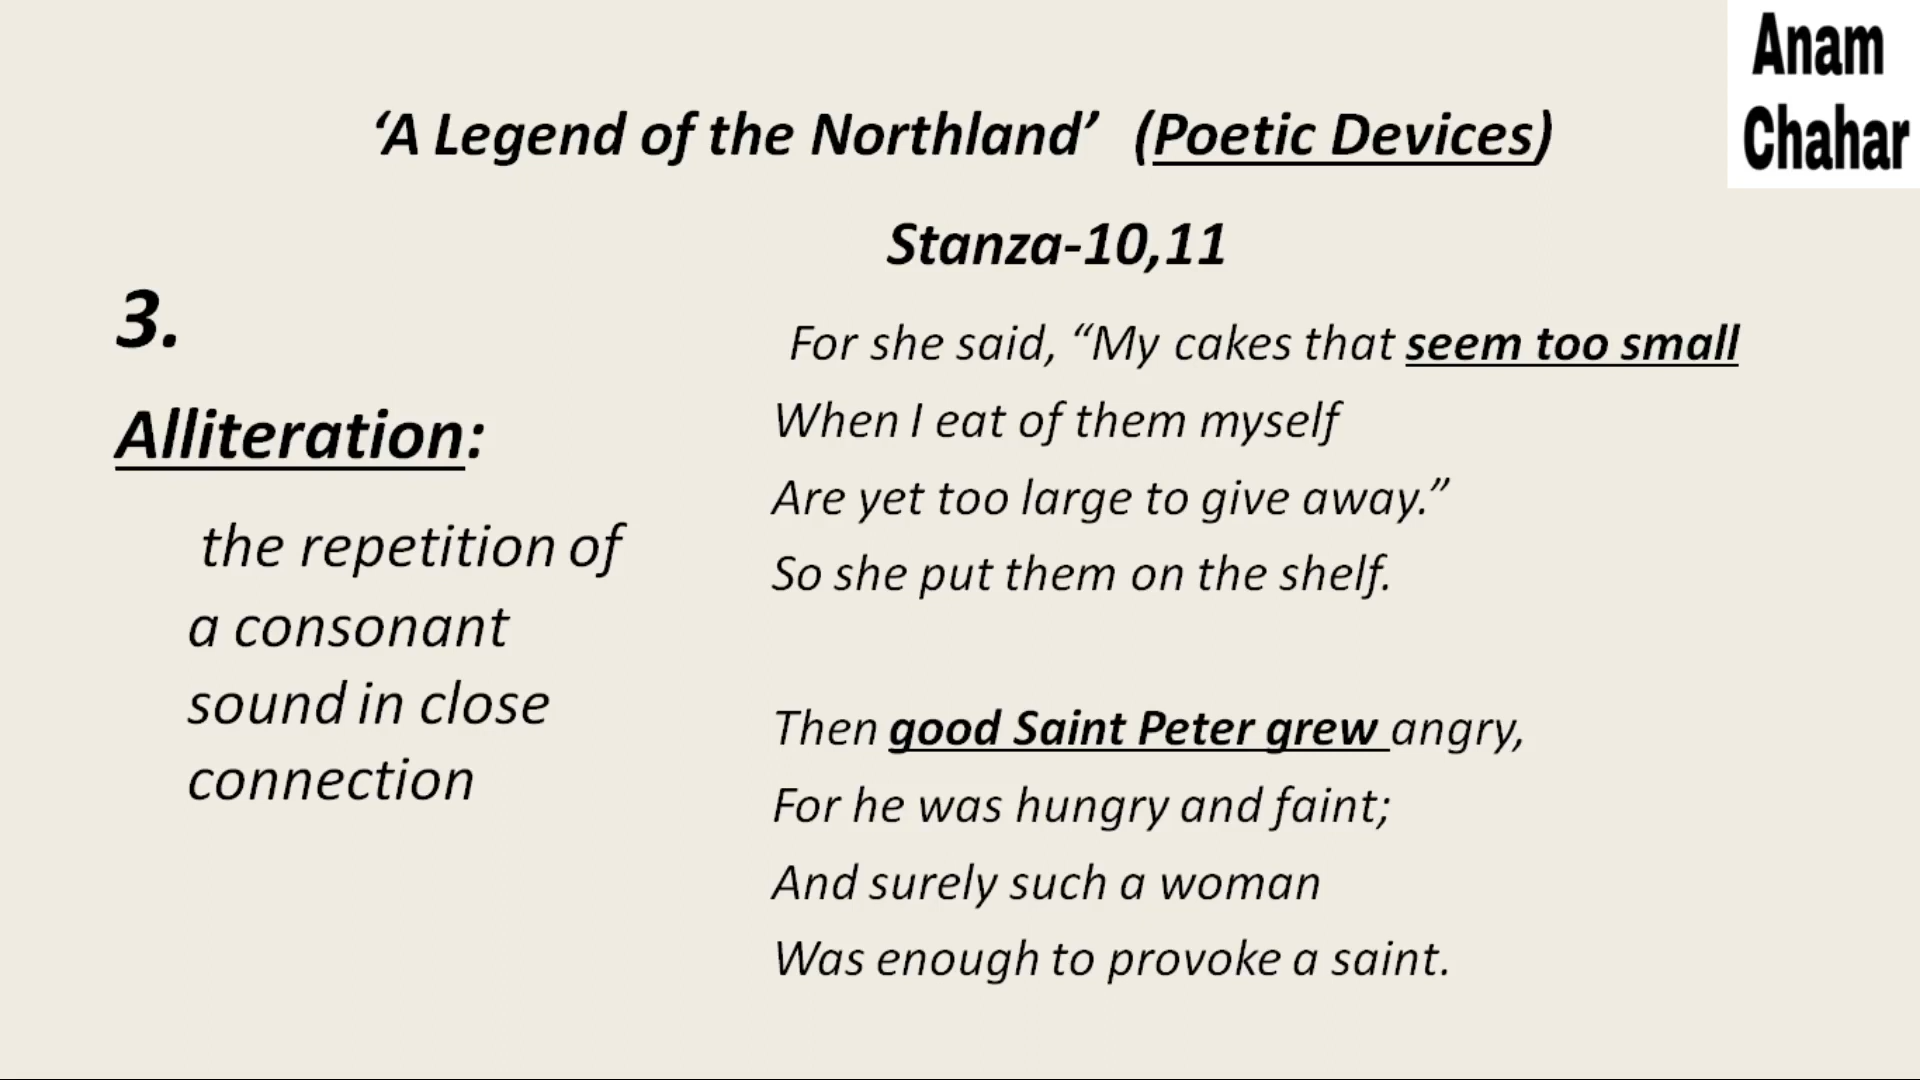 Anam
Chahar
‘A Legend of the Northland’ (Poetic Devices)
Stanza-10,11
3.
Alliteration:
the repetition of
a consonant
sound in close
connection
For she said, “My cakes that seem too small
When I eat of them myself
Are yet too large to give away.”
So she put them on the shelf.
Then good Saint Peter grew angry,
For he was hungry and faint;
And surely such a woman
Was enough to provoke a saint.